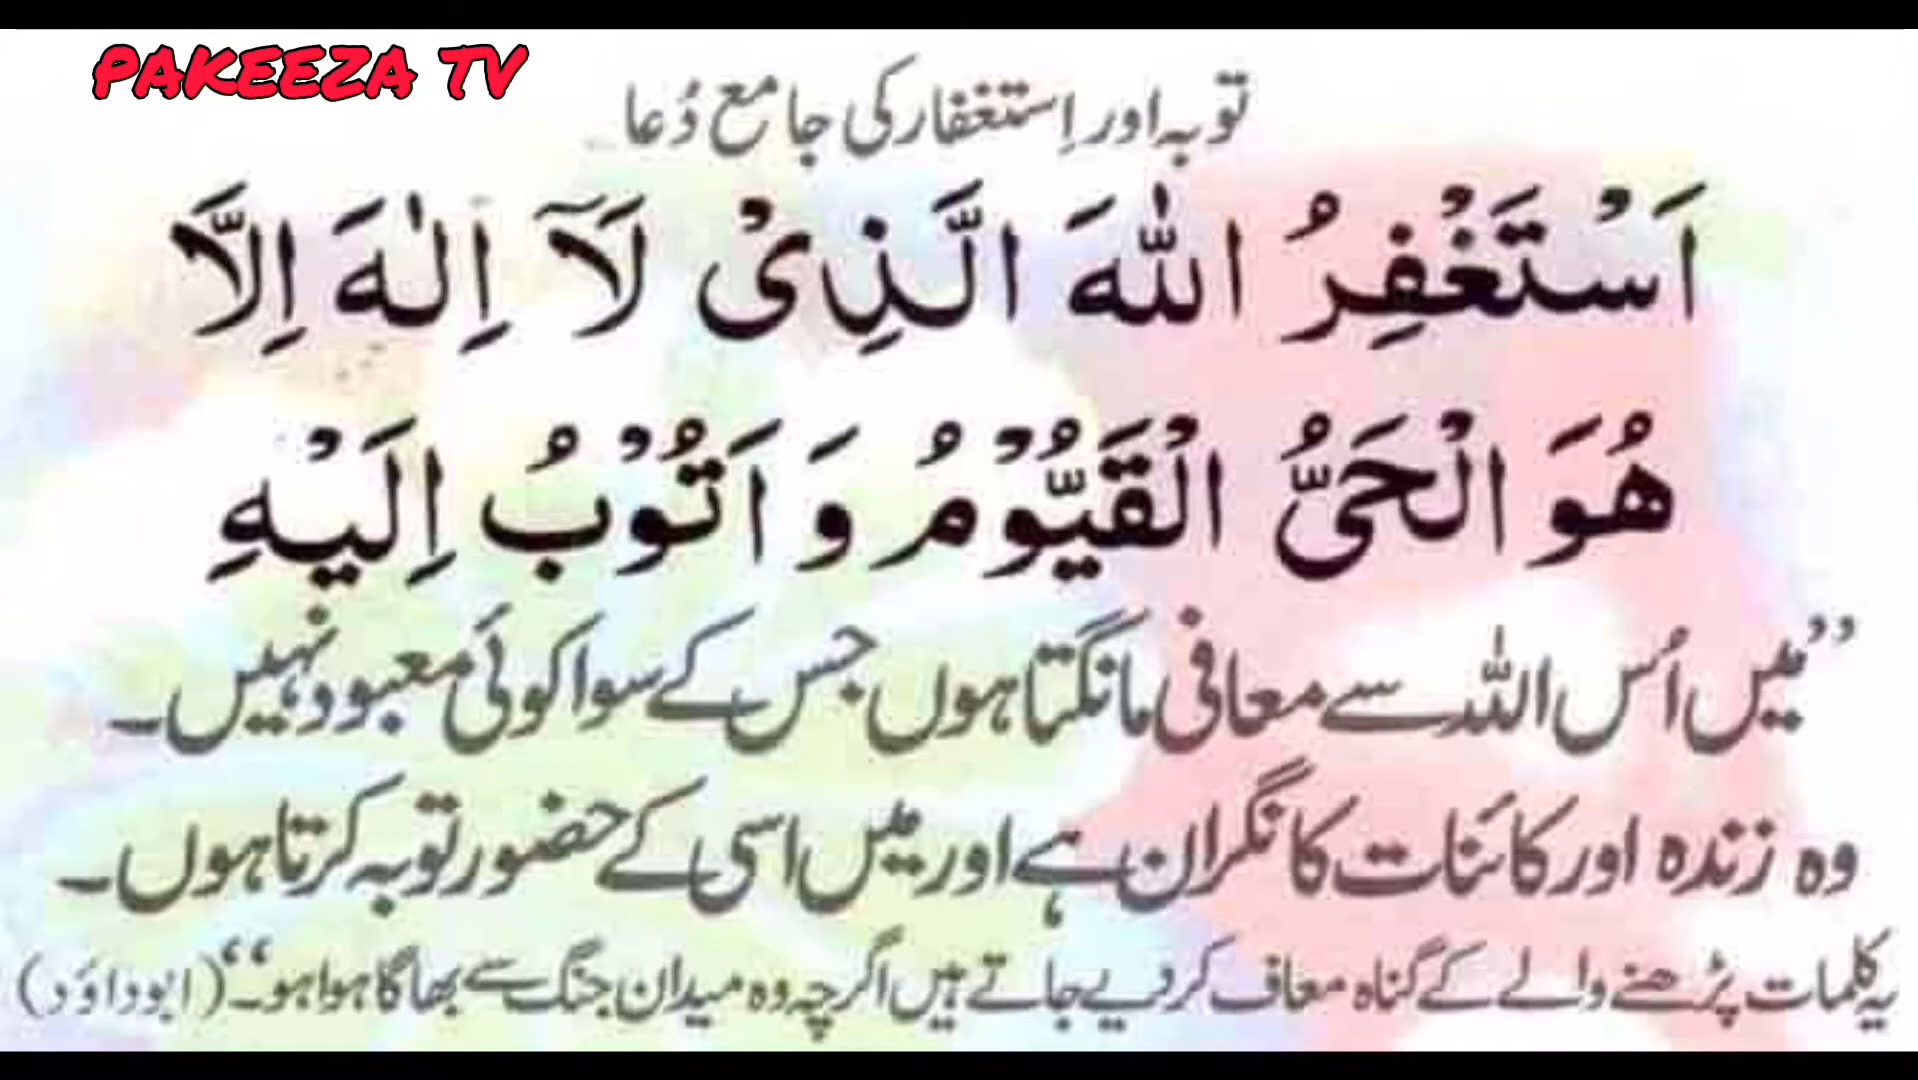 PAKEEZA TV
توبہ اور اِستغفار کی جامع دُعا
اَسْتَغْفِرُ اللّٰهَ الَّذِیْ لَآ اِلٰهَ اِلَّا
هُوَ الْحَیُّ الْقَیُّوْمُ وَ اَتُوْبُ اِلَیْهِ
”میں اُس اللہ سے معافی مانگتا ہوں جس کے سوا کوئی معبود نہیں۔
وہ زندہ اور کائنات کا نگران ہے اور میں اسی کے حضور توبہ کرتا ہوں۔
یہ کلمات پڑھنے والے کے گناہ معاف کر دیے جاتے ہیں اگرچہ وہ میدان جنگ سے بھاگا ہوا ہو۔“ (ابوداؤد)